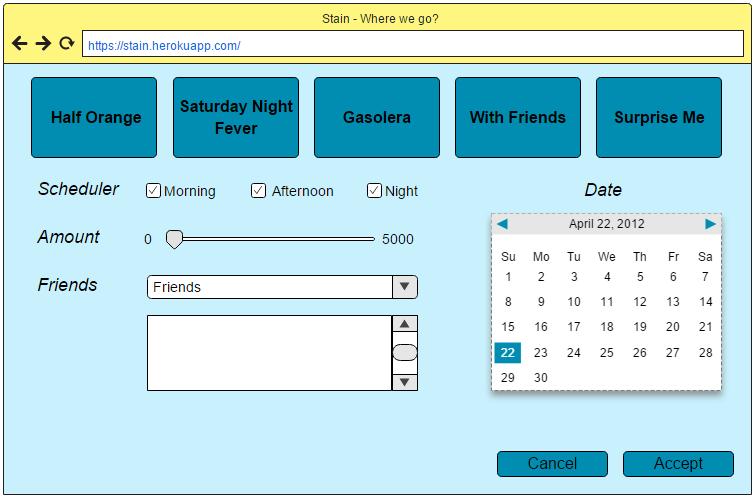 Stain - Where we go?
https://stain.herokuapp.com/
Half Orange
Saturday Night
Fever
Gasolera
With Friends
Surprise Me
Scheduler
Morning
Afternoon
Night
Date
Amount
0
5000
Friends
Friends
April 22, 2012
Su Mo Tu We Th Fr Sa
1 2 3 4 5 6 7
8 9 10 11 12 13 14
15 16 17 18 19 20 21
22 23 24 25 26 27 28
29 30
Cancel
Accept